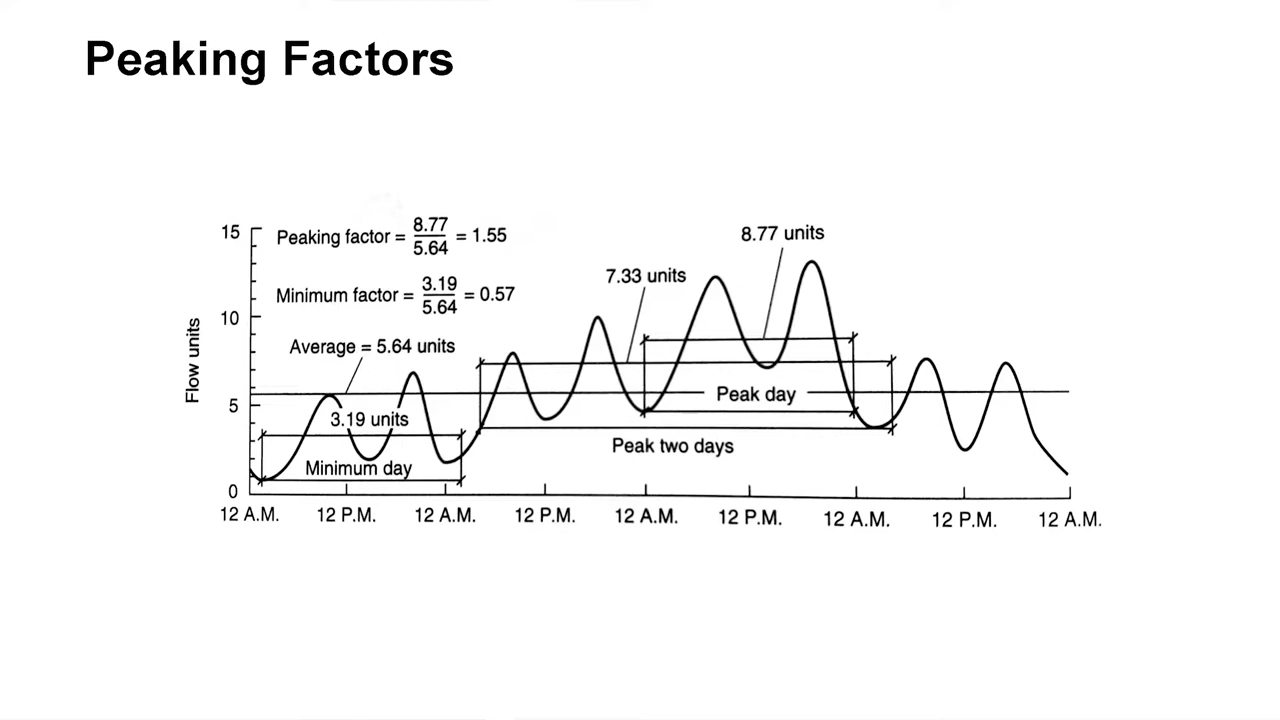 Peaking Factors
15
Peaking factor = 8.77/5.64 = 1.55
8.77 units
7.33 units
Minimum factor = 3.19/5.64 = 0.57
10
Average = 5.64 units
Flow units
Peak day
5
3.19 units
Peak two days
Minimum day
0
12 A.M. 12 P.M. 12 A.M. 12 P.M. 12 A.M. 12 P.M. 12 A.M. 12 P.M. 12 A.M.